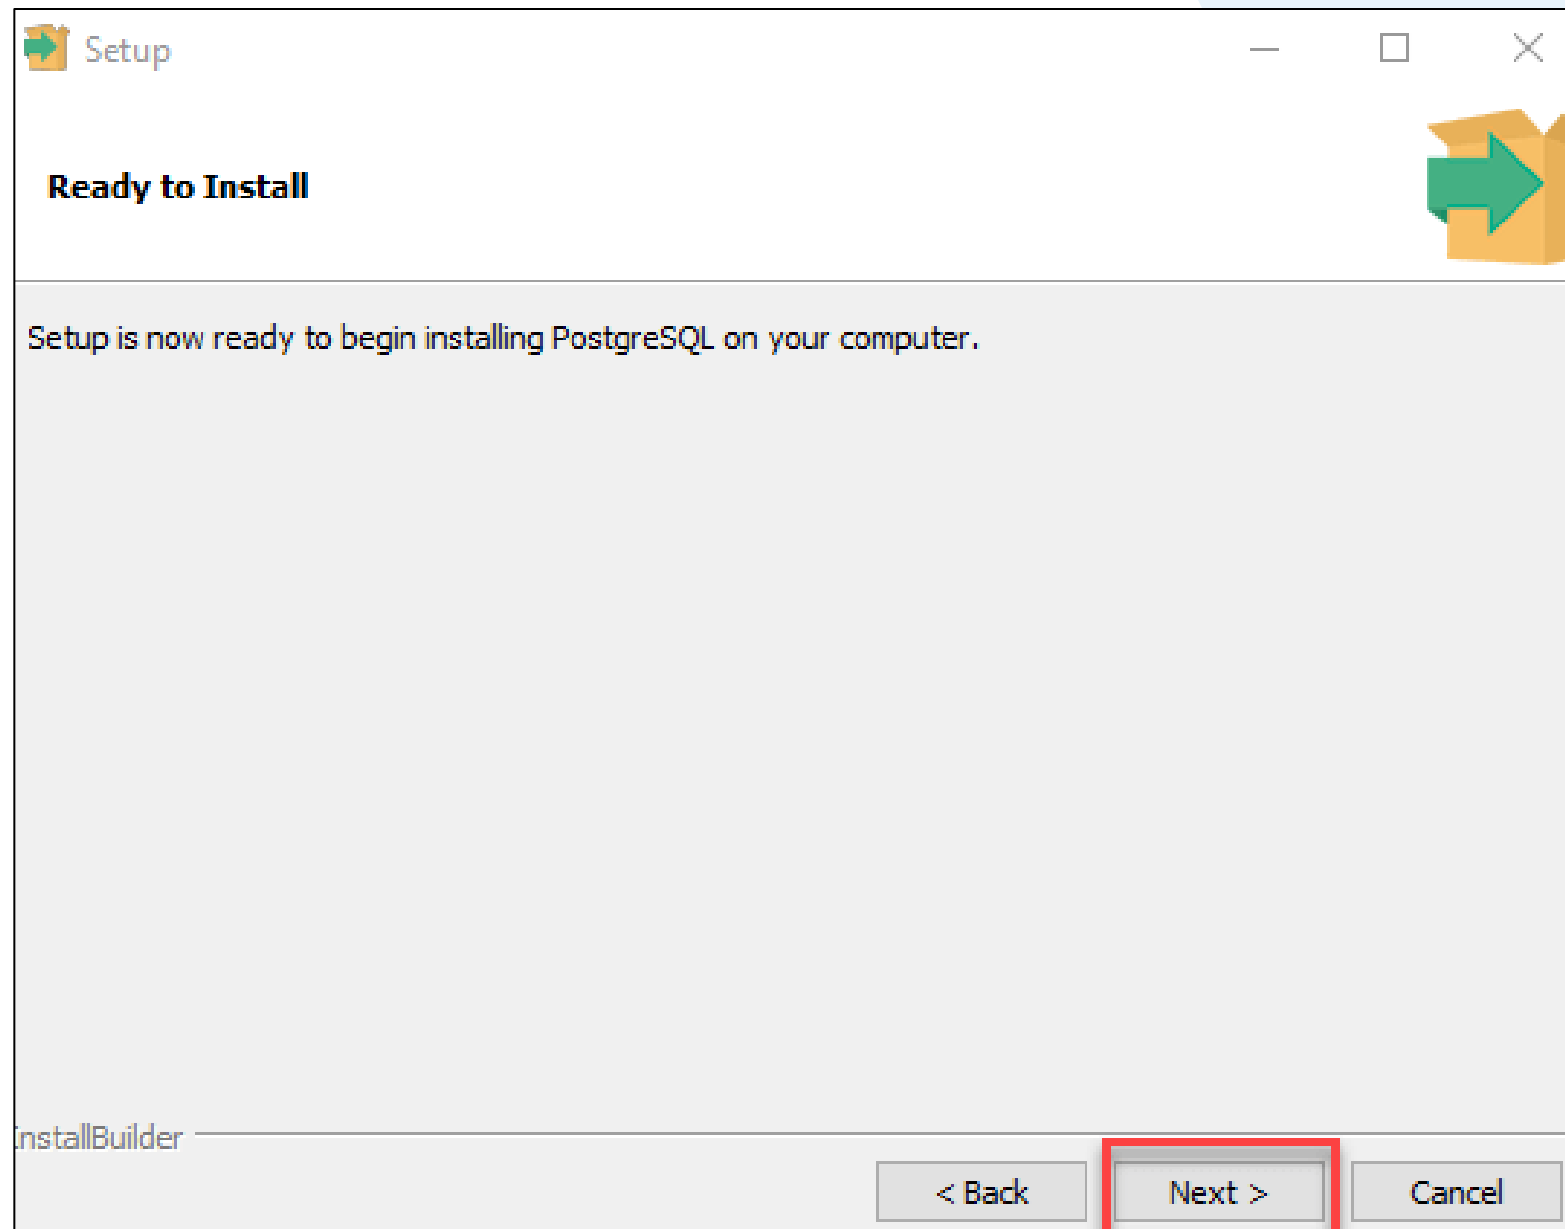 Setup
Ready to Install
Setup is now ready to begin installing PostgreSQL on your computer.
InstallBuilder
< Back
Next >
Cancel